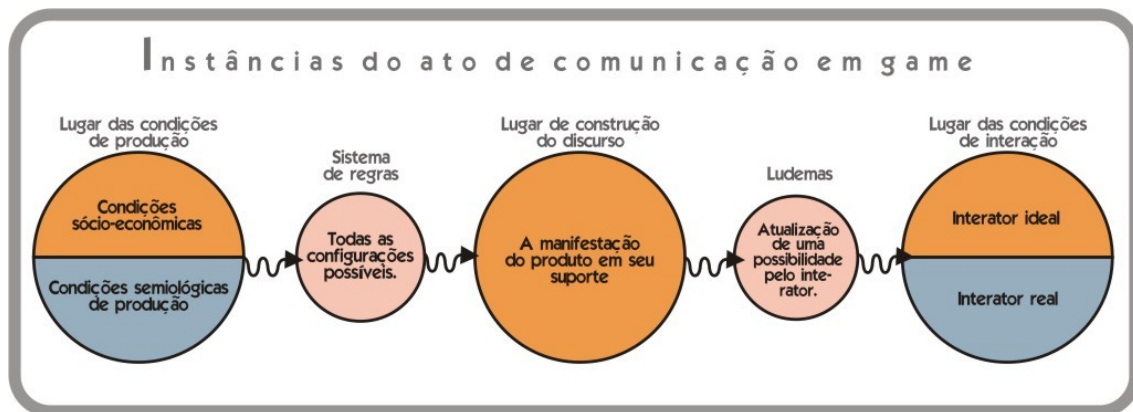 Instâncias do ato de comunicação em game
Lugar das condições
de produção
Condições
sócio-econômicas
Condições semiológicas
de produção
Sistema
de regras
Todas as
configurações
possíveis.
Lugar de construção
do discurso
A manifestação
do produto em seu
suporte
Ludemas
Atualização
de uma
possibilidade
pelo inte-
rator.
Lugar das condições
de interação
Interator ideal
Interator real